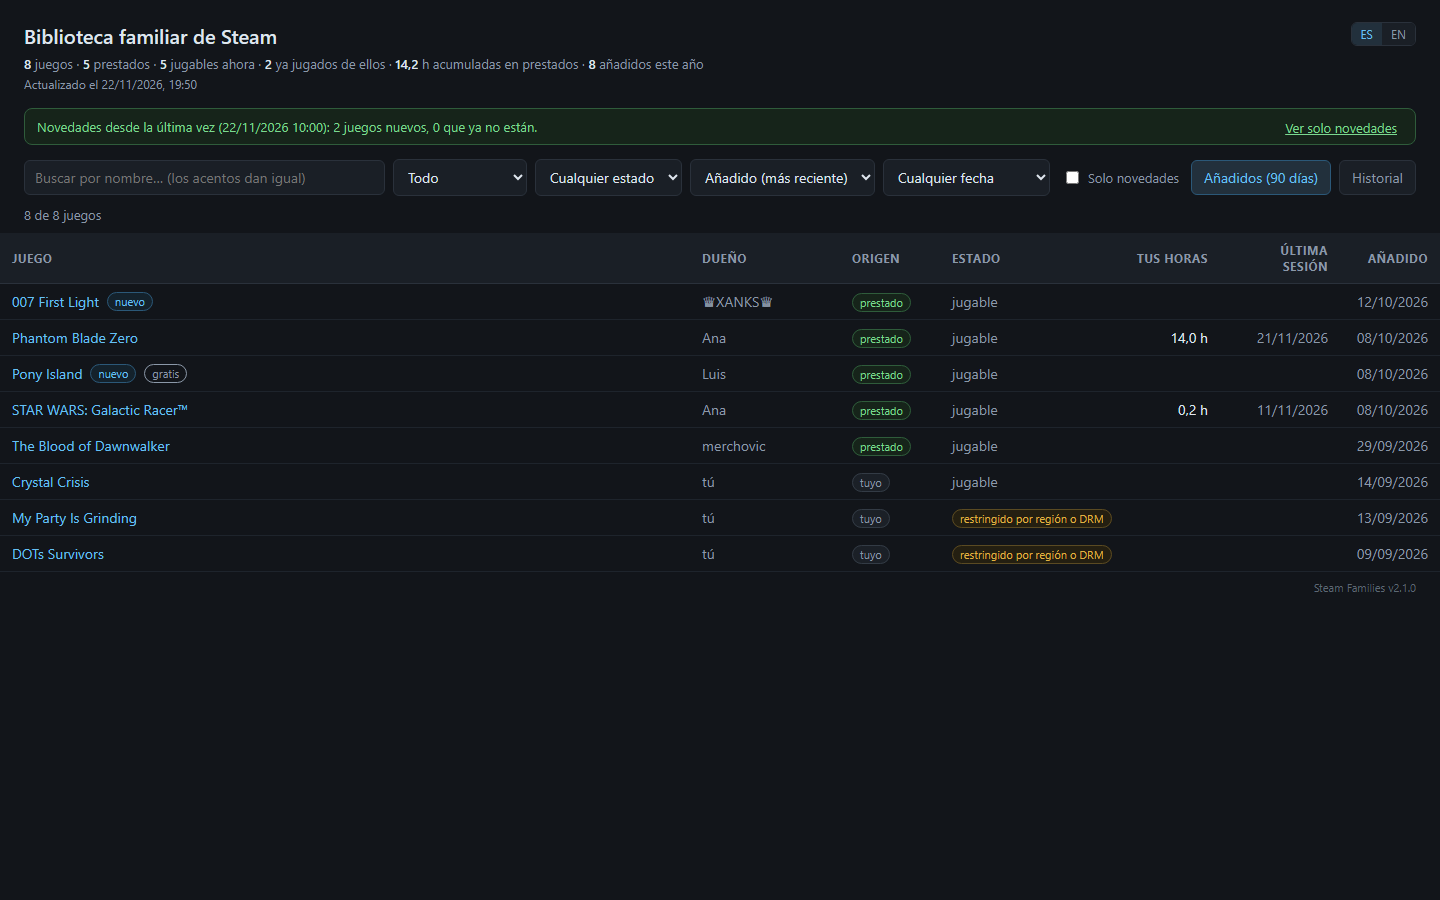 Biblioteca familiar de Steam
ES EN
8 juegos · 5 prestados · 5 jugables ahora · 2 ya jugados de ellos · 14,2 h acumuladas en prestados · 8 añadidos este año
Actualizado el 22/11/2026, 19:50
Novedades desde la última vez (22/11/2026 10:00): 2 juegos nuevos, 0 que ya no están. Ver solo novedades
Buscar por nombre... (los acentos dan igual) Todo Cualquier estado Añadido (más reciente) Cualquier fecha Solo novedades Añadidos (90 días) Historial
8 de 8 juegos
JUEGO DUEÑO ORIGEN ESTADO TUS HORAS ÚLTIMA SESIÓN AÑADIDO
007 First Light nuevo ♛XANKS♛ prestado jugable 12/10/2026
Phantom Blade Zero Ana prestado jugable 14,0 h 21/11/2026 08/10/2026
Pony Island nuevo gratis Luis prestado jugable 08/10/2026
STAR WARS: Galactic Racer™ Ana prestado jugable 0,2 h 11/11/2026 08/10/2026
The Blood of Dawnwalker merchovic prestado jugable 29/09/2026
Crystal Crisis tú tuyo jugable 14/09/2026
My Party Is Grinding tú tuyo restringido por región o DRM 13/09/2026
DOTs Survivors tú tuyo restringido por región o DRM 09/09/2026
Steam Families v2.1.0